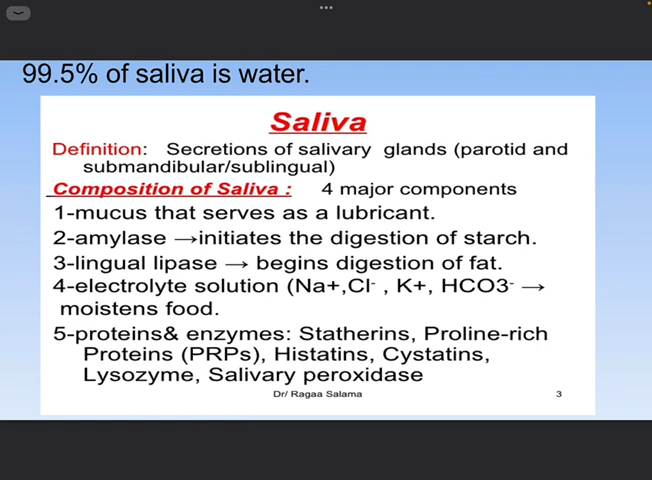 99.5% of saliva is water.
Saliva
Definition: Secretions of salivary glands (parotid and
submandibular/sublingual)
Composition of Saliva : 4 major components
1-mucus that serves as a lubricant.
2-amylase →initiates the digestion of starch.
3-lingual lipase → begins digestion of fat.
4-electrolyte solution (Na+,Cl- , K+, HCO3- →
moistens food.
5-proteins& enzymes: Statherins, Proline-rich
Proteins (PRPs), Histatins, Cystatins,
Lysozyme, Salivary peroxidase
Dr/ Ragaa Salama 3